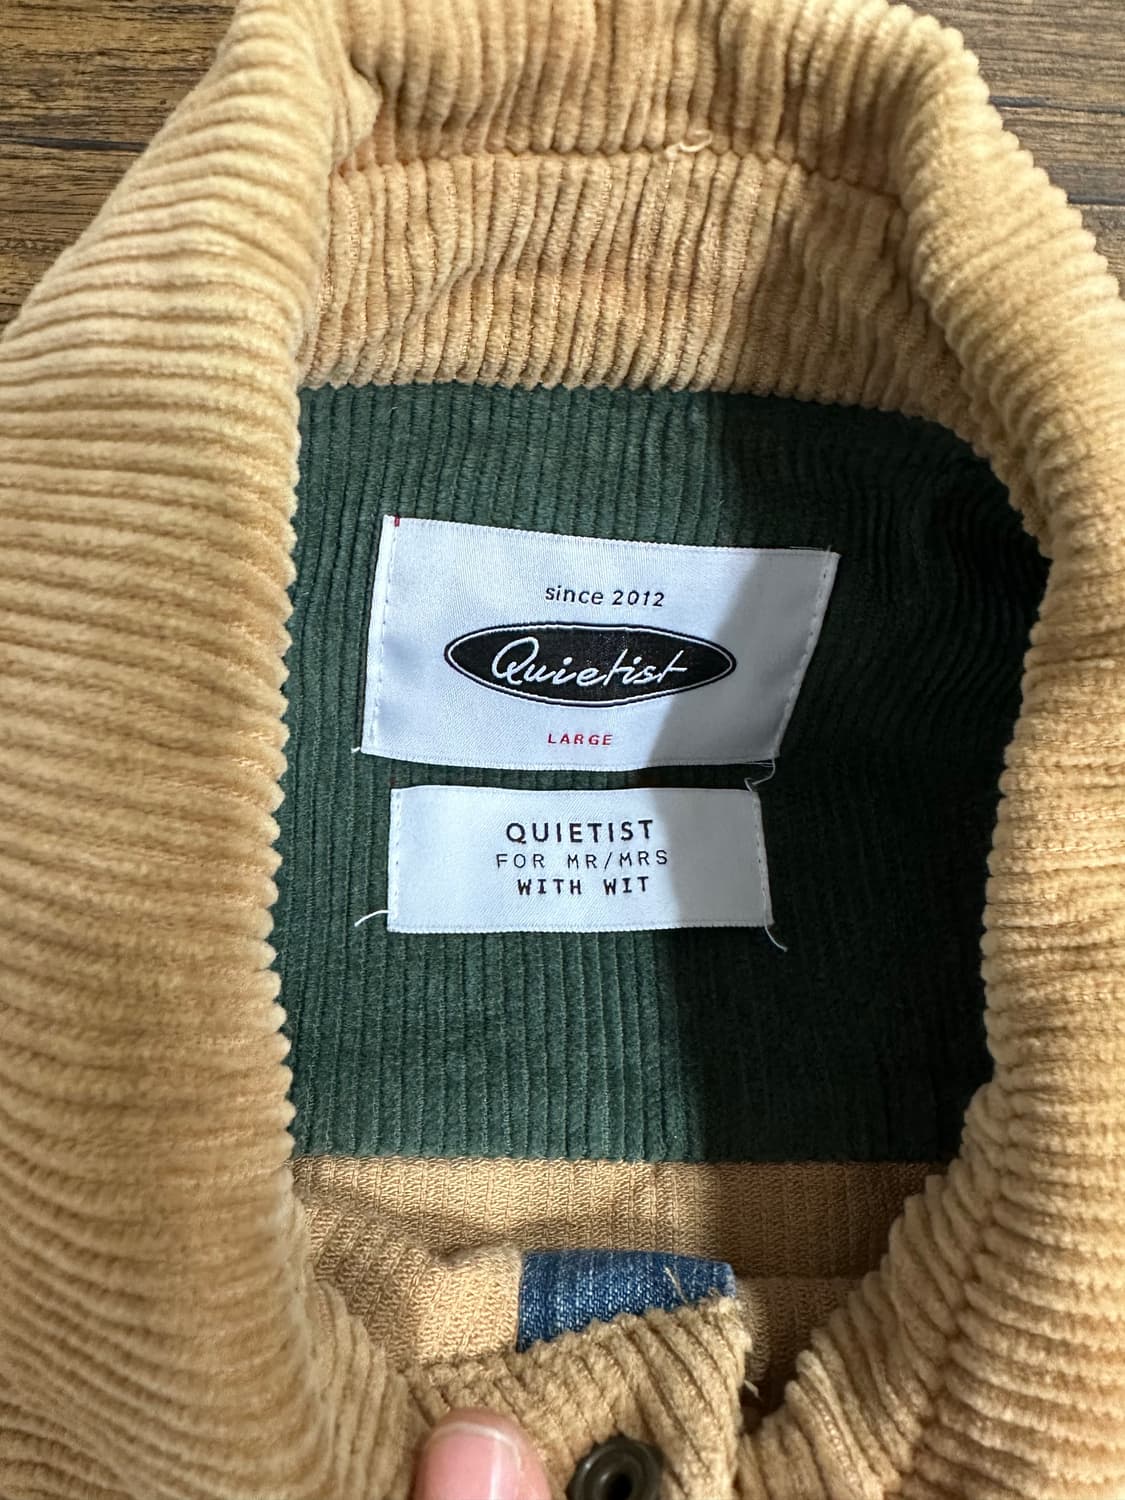 since 2012
Quietist
LARGE
QUIETIST
FOR MR/MRS
WITH WIT